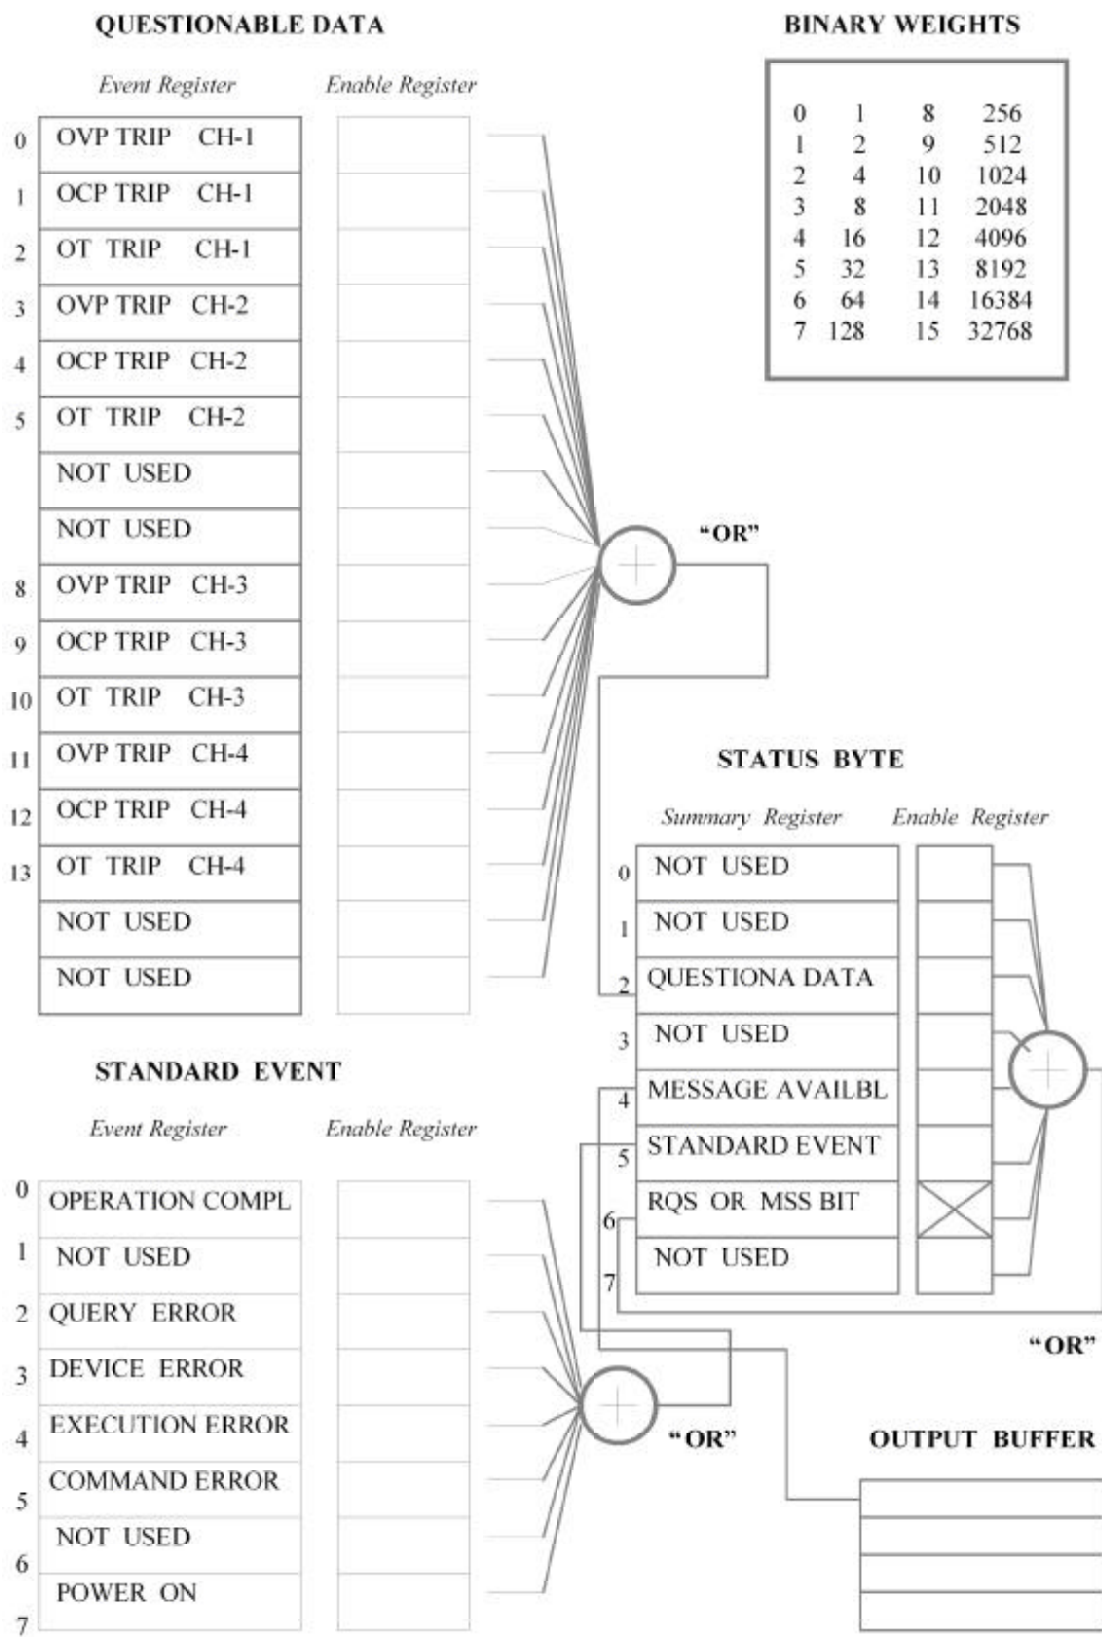 QUESTIONABLE DATA
Event Register Enable Register
0 OVP TRIP CH-1
1 OCP TRIP CH-1
2 OT TRIP CH-1
3 OVP TRIP CH-2
4 OCP TRIP CH-2
5 OT TRIP CH-2
NOT USED
NOT USED
8 OVP TRIP CH-3
9 OCP TRIP CH-3
10 OT TRIP CH-3
11 OVP TRIP CH-4
12 OCP TRIP CH-4
13 OT TRIP CH-4
NOT USED
NOT USED
"OR"
BINARY WEIGHTS
0 1 8 256
1 2 9 512
2 4 10 1024
3 8 11 2048
4 16 12 4096
5 32 13 8192
6 64 14 16384
7 128 15 32768
STATUS BYTE
Summary Register Enable Register
0 NOT USED
1 NOT USED
2 QUESTIONA DATA
3 NOT USED
4 MESSAGE AVAILBL
5 STANDARD EVENT
6 RQS OR MSS BIT
7 NOT USED
"OR"
STANDARD EVENT
Event Register Enable Register
0 OPERATION COMPL
1 NOT USED
2 QUERY ERROR
3 DEVICE ERROR
4 EXECUTION ERROR
5 COMMAND ERROR
6 NOT USED
7 POWER ON
"OR"
OUTPUT BUFFER